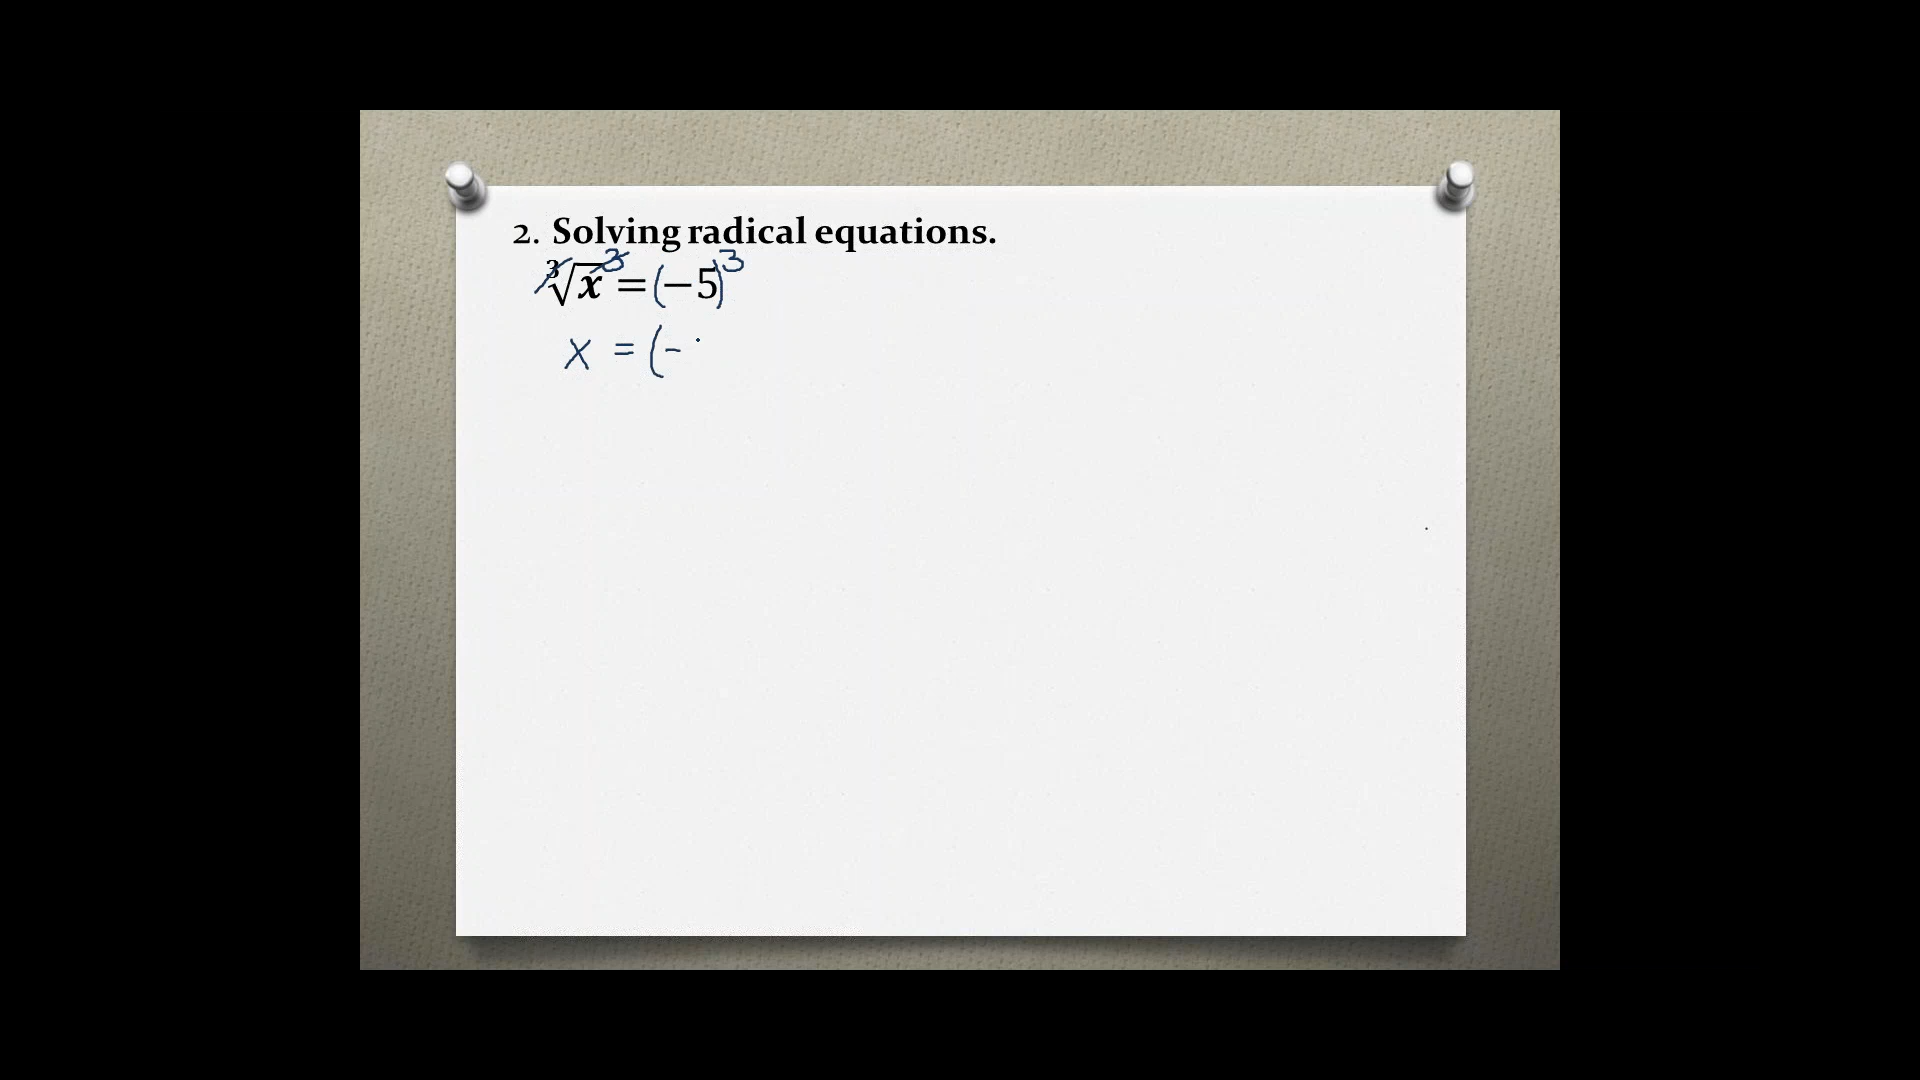 2. Solving radical equations.
∛x³ = (−5)³
x = (-